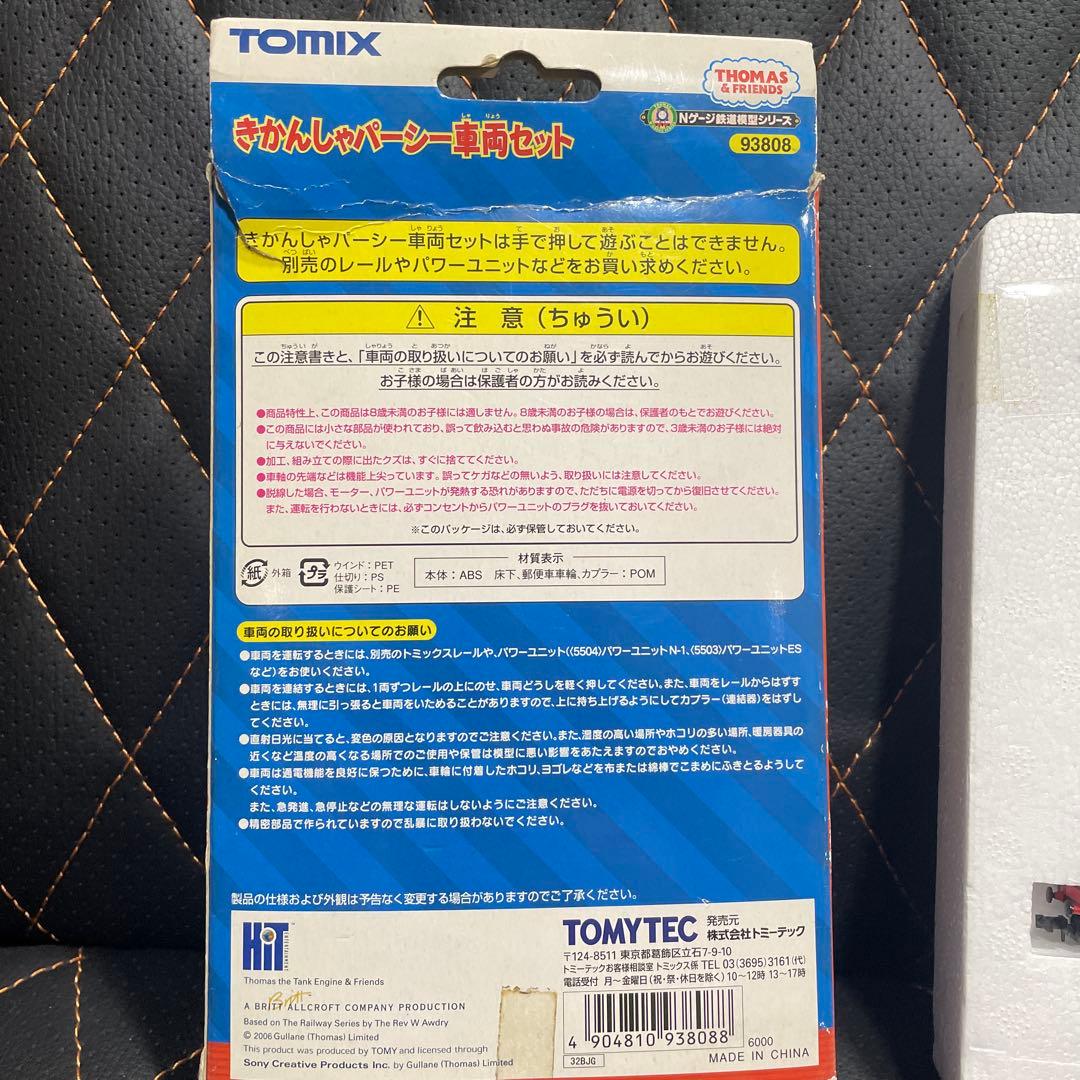 TOMIX
THOMAS
& FRIENDS
Nゲージ鉄道模型シリーズ
93808
きかんしゃパーシー車両セット
きかんしゃパーシー車両セットは手で押して遊ぶことはできません。
別売のレールやパワーユニットなどをお買い求めください。
注 意（ちゅうい）
この注意書きと、「車両の取り扱いについてのお願い」を必ず読んでからお遊びください。
お子様の場合は保護者の方がお読みください。
●商品特性上、この商品は8歳未満のお子様には適しません。8歳未満のお子様の場合は、保護者のもとでお遊びください。
●この商品には小さな部品が使われており、誤って飲み込むと思わぬ事故の危険がありますので、3歳未満のお子様には絶対
に与えないでください。
●加工、組み立ての際に出たクズは、すぐに捨ててください。
●車軸の先端などは機能上尖っています。誤ってケガなどの無いよう、取り扱いには注意してください。
●脱線した場合、モーター、パワーユニットが発熱する恐れがありますので、ただちに電源を切ってから復旧させてください。
また、運転を行わないときには、必ずコンセントからパワーユニットのプラグを抜いておいてください。
※このパッケージは、必ず保管しておいてください。
紙 外箱
プラ
ウインド：PET
仕切り：PS
保護シート：PE
材質表示
本体：ABS 床下、郵便車車輪、カプラー：POM
車両の取り扱いについてのお願い
●車両を運転するときには、別売のトミックスレールや、パワーユニット(〈5504〉パワーユニットN-1、〈5503〉パワーユニットES
など)をお使いください。
●車両を連結するときには、1両ずつレールの上にのせ、車両どうしを軽く押してください。また、車両をレールからはずす
ときには、無理に引っ張ると車両をいためることがありますので、上に持ち上げるようにしてカプラー(連結器)をはずし
てください。
●直射日光に当てると、変色の原因となりますのでご注意ください。また、湿度の高い場所やホコリの多い場所、暖房器具の
近くなど温度の高くなる場所でのご使用や保管は模型に悪い影響をあたえますのでおやめください。
●車両は通電機能を良好に保つために、車輪に付着したホコリ、ヨゴレなどを布または綿棒でこまめにふきとるようして
ください。
また、急発進、急停止などの無理な運転はしないようにご注意ください。
●精密部品で作られていますので乱暴に取り扱わないでください。
製品の仕様および外観は予告なく変更する場合がありますのでご了承ください。
HiT
ENTERTAINMENT
Thomas the Tank Engine & Friends
A BRITT ALLCROFT COMPANY PRODUCTION
Based on The Railway Series by The Rev W Awdry
© 2006 Gullane (Thomas) Limited
This product was produced by TOMY and licensed through
Sony Creative Products Inc. by Gullane (Thomas) Limited
TOMYTEC 発売元 株式会社トミーテック
〒124-8511 東京都葛飾区立石7-9-10
トミーテックお客様相談室 トミックス係 TEL 03(3695)3161(代)
電話受付 月～金曜日(祝・祭・休日を除く)10～12時 13～17時
4 904810 938088
6000
32BJG
MADE IN CHINA